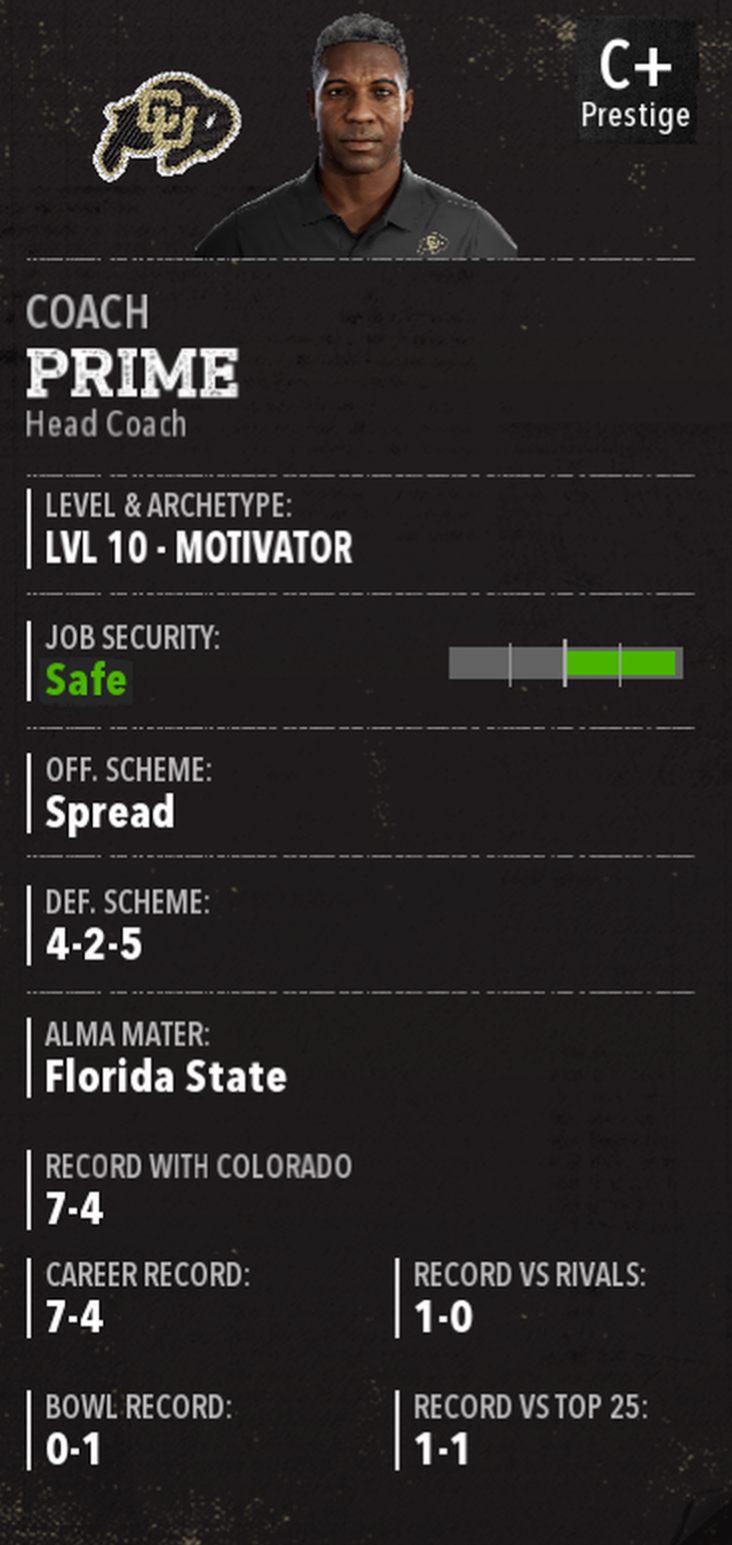 CU
C+
Prestige
COACH
PRIME
Head Coach
LEVEL & ARCHETYPE:
LVL 10 - MOTIVATOR
JOB SECURITY:
Safe
OFF. SCHEME:
Spread
DEF. SCHEME:
4-2-5
ALMA MATER:
Florida State
RECORD WITH COLORADO
7-4
CAREER RECORD:
7-4
RECORD VS RIVALS:
1-0
BOWL RECORD:
0-1
RECORD VS TOP 25:
1-1